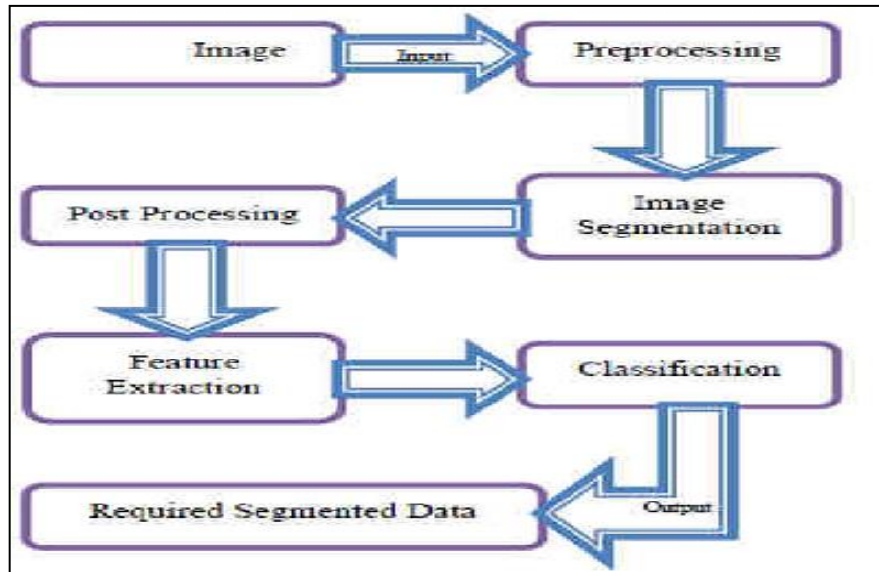 Image
Input
Preprocessing
Image
Segmentation
Post Processing
Feature
Extraction
Classification
Output
Required Segmented Data